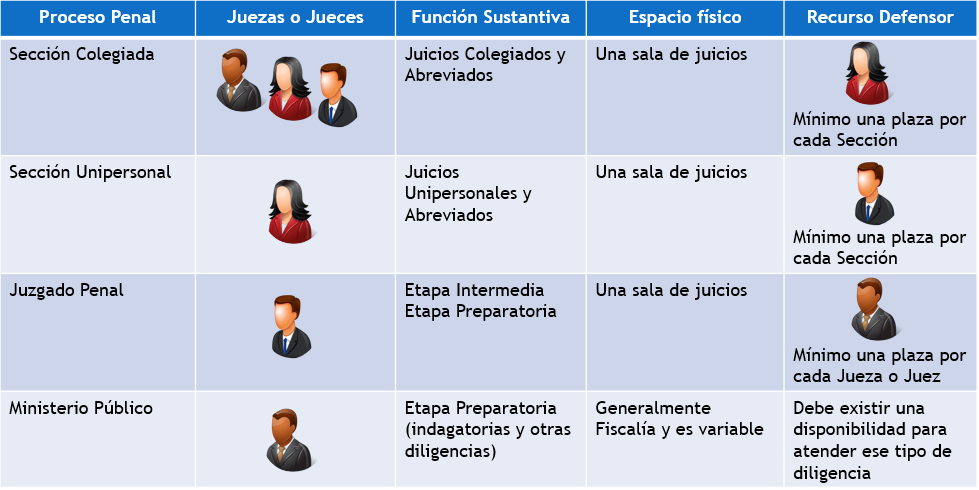 Proceso Penal
Juezas o Jueces
Función Sustantiva
Espacio físico
Recurso Defensor
Sección Colegiada
Juicios Colegiados y
Abreviados
Una sala de juicios
Mínimo una plaza por
cada Sección
Sección Unipersonal
Juicios
Unipersonales y
Abreviados
Una sala de juicios
Mínimo una plaza por
cada Sección
Juzgado Penal
Etapa Intermedia
Etapa Preparatoria
Una sala de juicios
Mínimo una plaza por
cada Jueza o Juez
Ministerio Público
Etapa Preparatoria
(indagatorias y otras
diligencias)
Generalmente
Fiscalía y es variable
Debe existir una
disponibilidad para
atender ese tipo de
diligencia